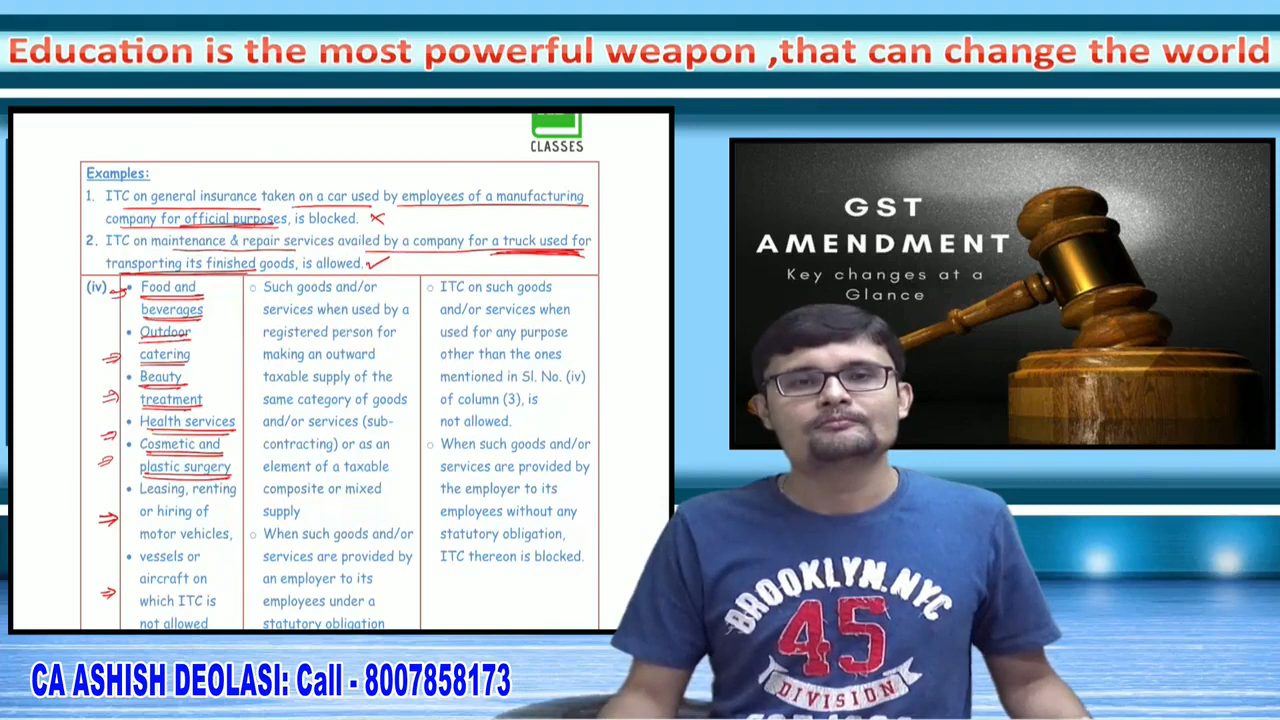 Education is the most powerful weapon ,that can change the world
CLASSES
Examples:
1. ITC on general insurance taken on a car used by employees of a manufacturing
company for official purposes, is blocked.
2. ITC on maintenance & repair services availed by a company for a truck used for
transporting its finished goods, is allowed.
(iv)
• Food and
beverages
• Outdoor
catering
• Beauty
treatment
• Health services
• Cosmetic and
plastic surgery
• Leasing, renting
or hiring of
motor vehicles,
• vessels or
aircraft on
which ITC is
not allowed
○ Such goods and/or
services when used by a
registered person for
making an outward
taxable supply of the
same category of goods
and/or services (sub-
contracting) or as an
element of a taxable
composite or mixed
supply
○ When such goods and/or
services are provided by
an employer to its
employees under a
statutory obligation
○ ITC on such goods
and/or services when
used for any purpose
other than the ones
mentioned in Sl. No. (iv)
of column (3), is
not allowed.
○ When such goods and/or
services are provided by
the employer to its
employees without any
statutory obligation,
ITC thereon is blocked.
GST
AMENDMENT
Key changes at a
Glance
BROOKLYN.NYC
45
DIVISION
CA ASHISH DEOLASI: Call - 8007858173